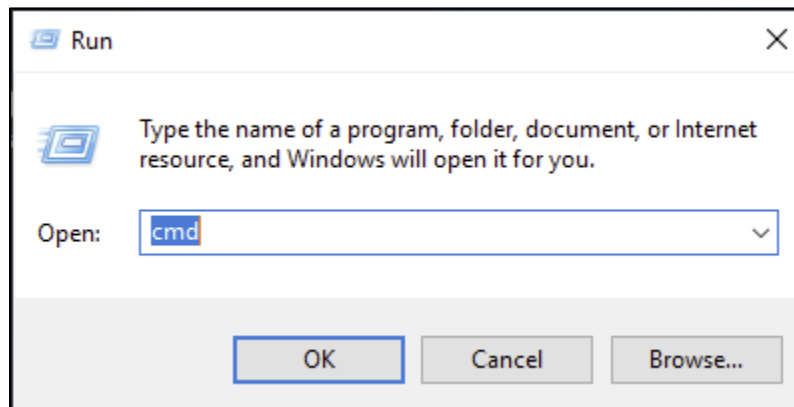 Run
Type the name of a program, folder, document, or Internet
resource, and Windows will open it for you.
Open: cmd
OK Cancel Browse...